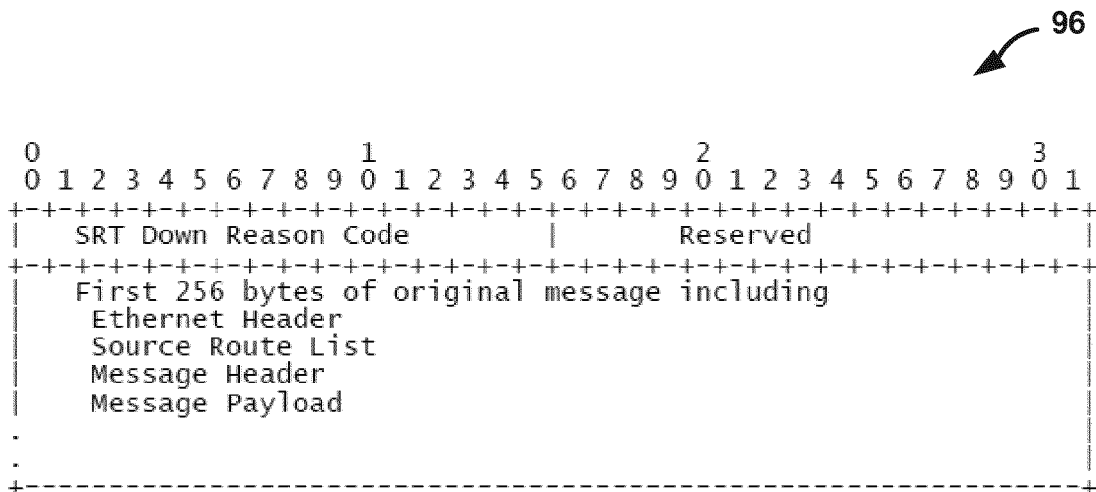 96
0 1 2 3
0 1 2 3 4 5 6 7 8 9 0 1 2 3 4 5 6 7 8 9 0 1 2 3 4 5 6 7 8 9 0 1
+-+-+-+-+-+-+-+-+-+-+-+-+-+-+-+-+-+-+-+-+-+-+-+-+-+-+-+-+-+-+-+-+
| SRT Down Reason Code | Reserved |
+-+-+-+-+-+-+-+-+-+-+-+-+-+-+-+-+-+-+-+-+-+-+-+-+-+-+-+-+-+-+-+-+
| First 256 bytes of original message including |
| Ethernet Header |
| Source Route List |
| Message Header |
| Message Payload |
. |
. |
+---------------------------------------------------------------+